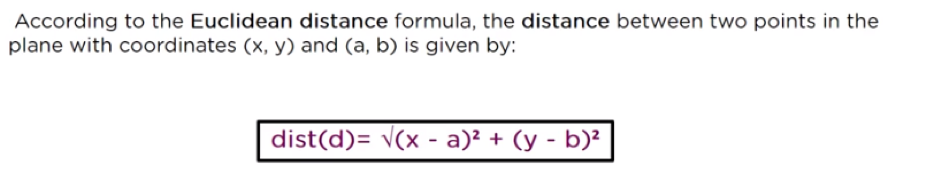 According to the Euclidean distance formula, the distance between two points in the
plane with coordinates (x, y) and (a, b) is given by:
dist(d)= √(x - a)² + (y - b)²